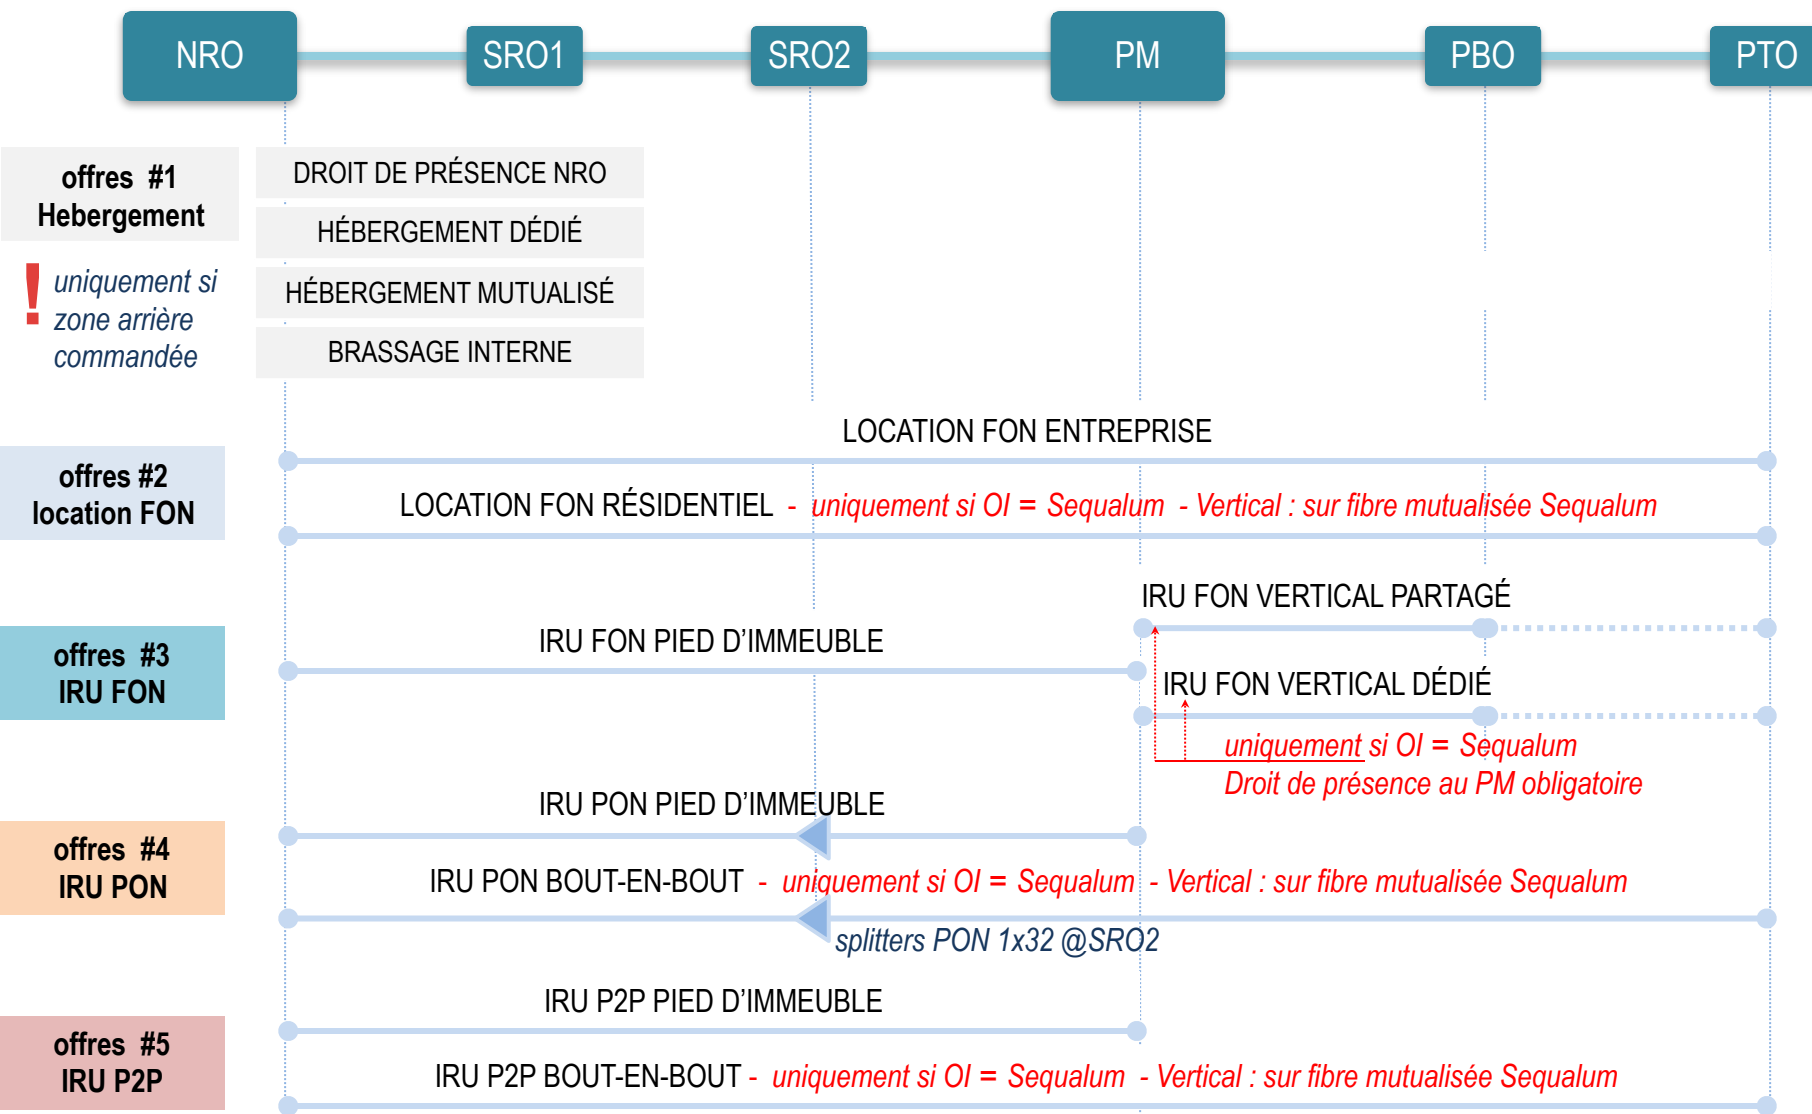 NRO SRO1 SRO2 PM PBO PTO
offres #1
Hebergement
! uniquement si
zone arrière
commandée
DROIT DE PRÉSENCE NRO
HÉBERGEMENT DÉDIÉ
HÉBERGEMENT MUTUALISÉ
BRASSAGE INTERNE
offres #2
location FON
LOCATION FON ENTREPRISE
LOCATION FON RÉSIDENTIEL - uniquement si OI = Sequalum - Vertical : sur fibre mutualisée Sequalum
offres #3
IRU FON
IRU FON PIED D’IMMEUBLE
IRU FON VERTICAL PARTAGÉ
IRU FON VERTICAL DÉDIÉ
uniquement si OI = Sequalum
Droit de présence au PM obligatoire
offres #4
IRU PON
IRU PON PIED D’IMMEUBLE
IRU PON BOUT-EN-BOUT - uniquement si OI = Sequalum - Vertical : sur fibre mutualisée Sequalum
splitters PON 1x32 @SRO2
offres #5
IRU P2P
IRU P2P PIED D’IMMEUBLE
IRU P2P BOUT-EN-BOUT - uniquement si OI = Sequalum - Vertical : sur fibre mutualisée Sequalum